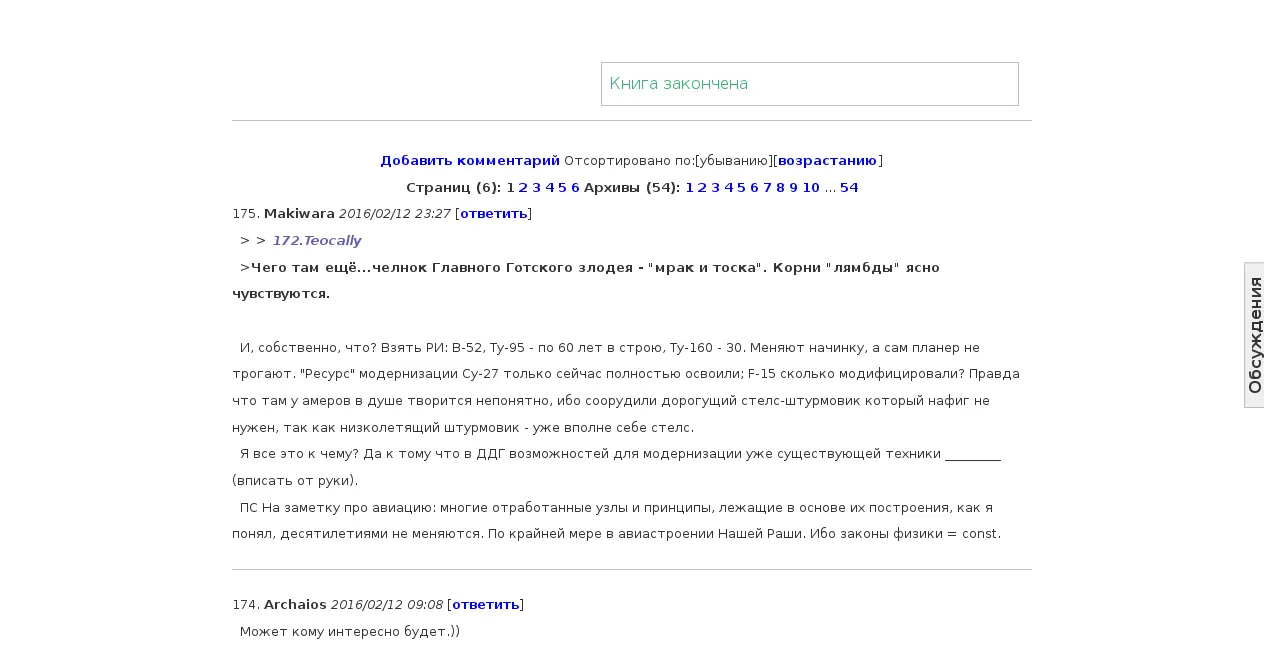 Книга закончена
Добавить комментарий Отсортировано по:[убыванию][возрастанию]
Страниц (6): 1 2 3 4 5 6 Архивы (54): 1 2 3 4 5 6 7 8 9 10 ... 54
175. Makiwara 2016/02/12 23:27 [ответить]
> > 172.Teocally
>Чего там ещё...челнок Главного Готского злодея - "мрак и тоска". Корни "лямбды" ясно
чувствуются.
И, собственно, что? Взять РИ: B-52, Ту-95 - по 60 лет в строю, Ту-160 - 30. Меняют начинку, а сам планер не
трогают. "Ресурс" модернизации Су-27 только сейчас полностью освоили; F-15 сколько модифицировали? Правда
что там у амеров в душе творится непонятно, ибо соорудили дорогущий стелс-штурмовик который нафиг не
нужен, так как низколетящий штурмовик - уже вполне себе стелс.
Я все это к чему? Да к тому что в ДДГ возможностей для модернизации уже существующей техники ________
(вписать от руки).
ПС На заметку про авиацию: многие отработанные узлы и принципы, лежащие в основе их построения, как я
понял, десятилетиями не меняются. По крайней мере в авиастроении Нашей Раши. Ибо законы физики = const.
174. Archaios 2016/02/12 09:08 [ответить]
Может кому интересно будет.))
Обсуждения